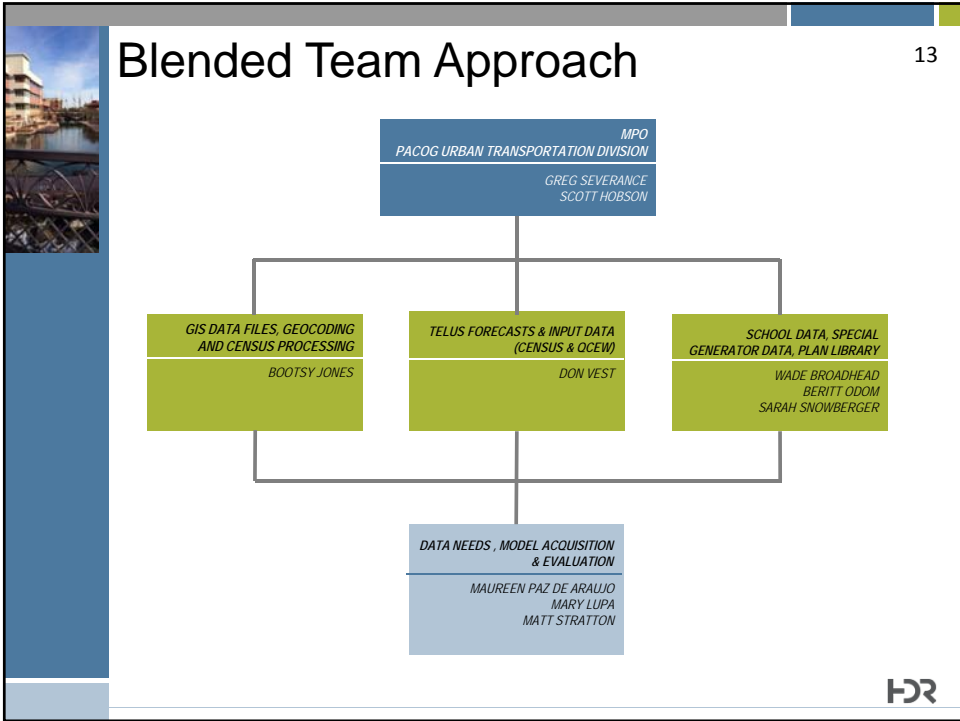 Blended Team Approach
13
MPO
PACOG URBAN TRANSPORTATION DIVISION
GREG SEVERANCE
SCOTT HOBSON
GIS DATA FILES, GEOCODING
AND CENSUS PROCESSING
BOOTSY JONES
TELUS FORECASTS & INPUT DATA
(CENSUS & QCEW)
DON VEST
SCHOOL DATA, SPECIAL
GENERATOR DATA, PLAN LIBRARY
WADE BROADHEAD
BERITT ODOM
SARAH SNOWBERGER
DATA NEEDS , MODEL ACQUISITION
& EVALUATION
MAUREEN PAZ DE ARAUJO
MARY LUPA
MATT STRATTON
HDR